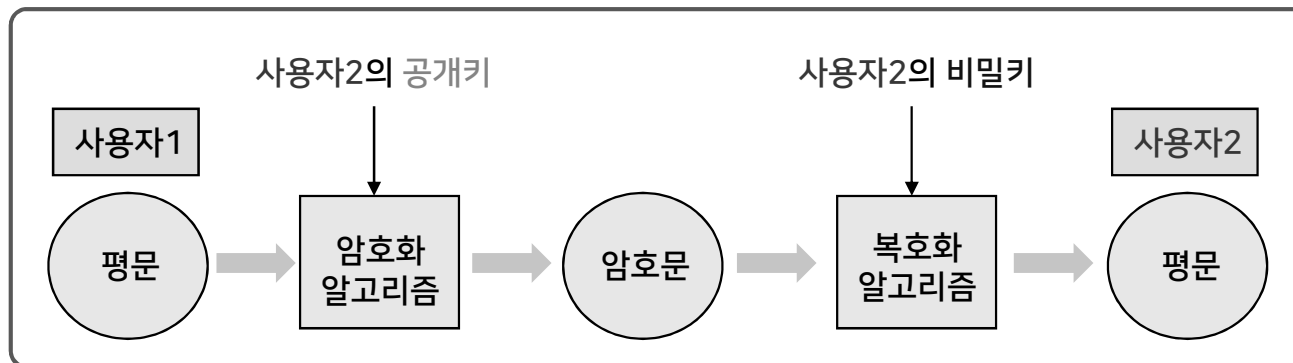 사용자2의 공개키
사용자2의 비밀키
사용자1
사용자2
평문
암호화
알고리즘
암호문
복호화
알고리즘
평문